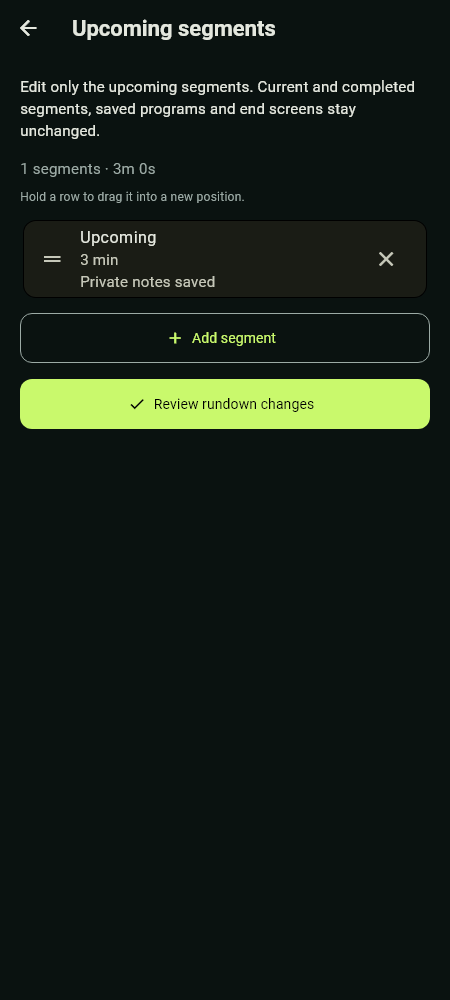 Upcoming segments
Edit only the upcoming segments. Current and completed
segments, saved programs and end screens stay
unchanged.
1 segments · 3m 0s
Hold a row to drag it into a new position.
Upcoming
3 min
Private notes saved
Add segment
Review rundown changes